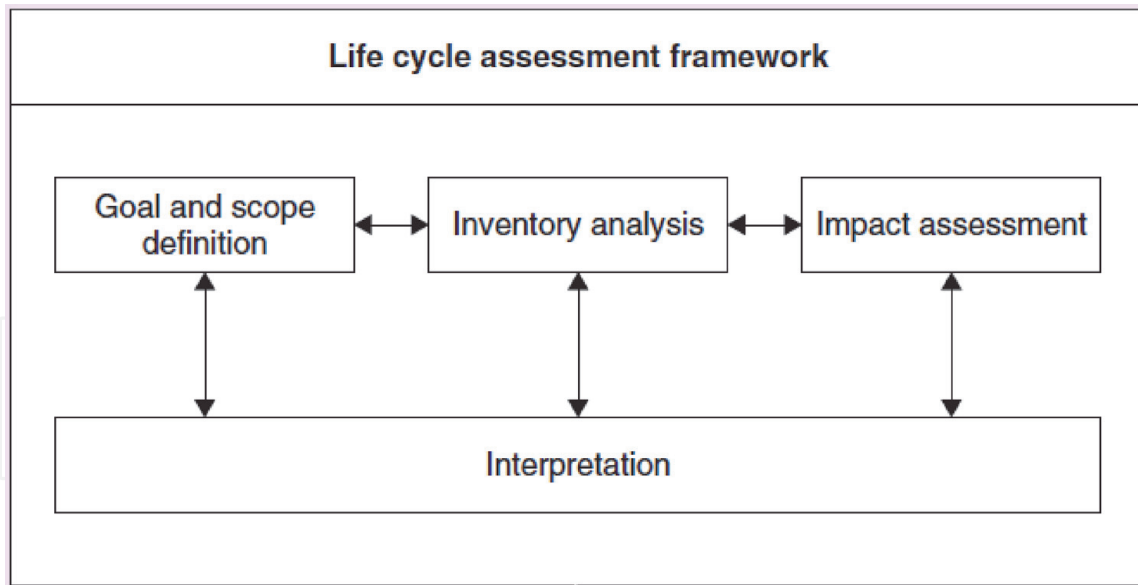 Life cycle assessment framework
Goal and scope
definition
Inventory analysis
Impact assessment
Interpretation